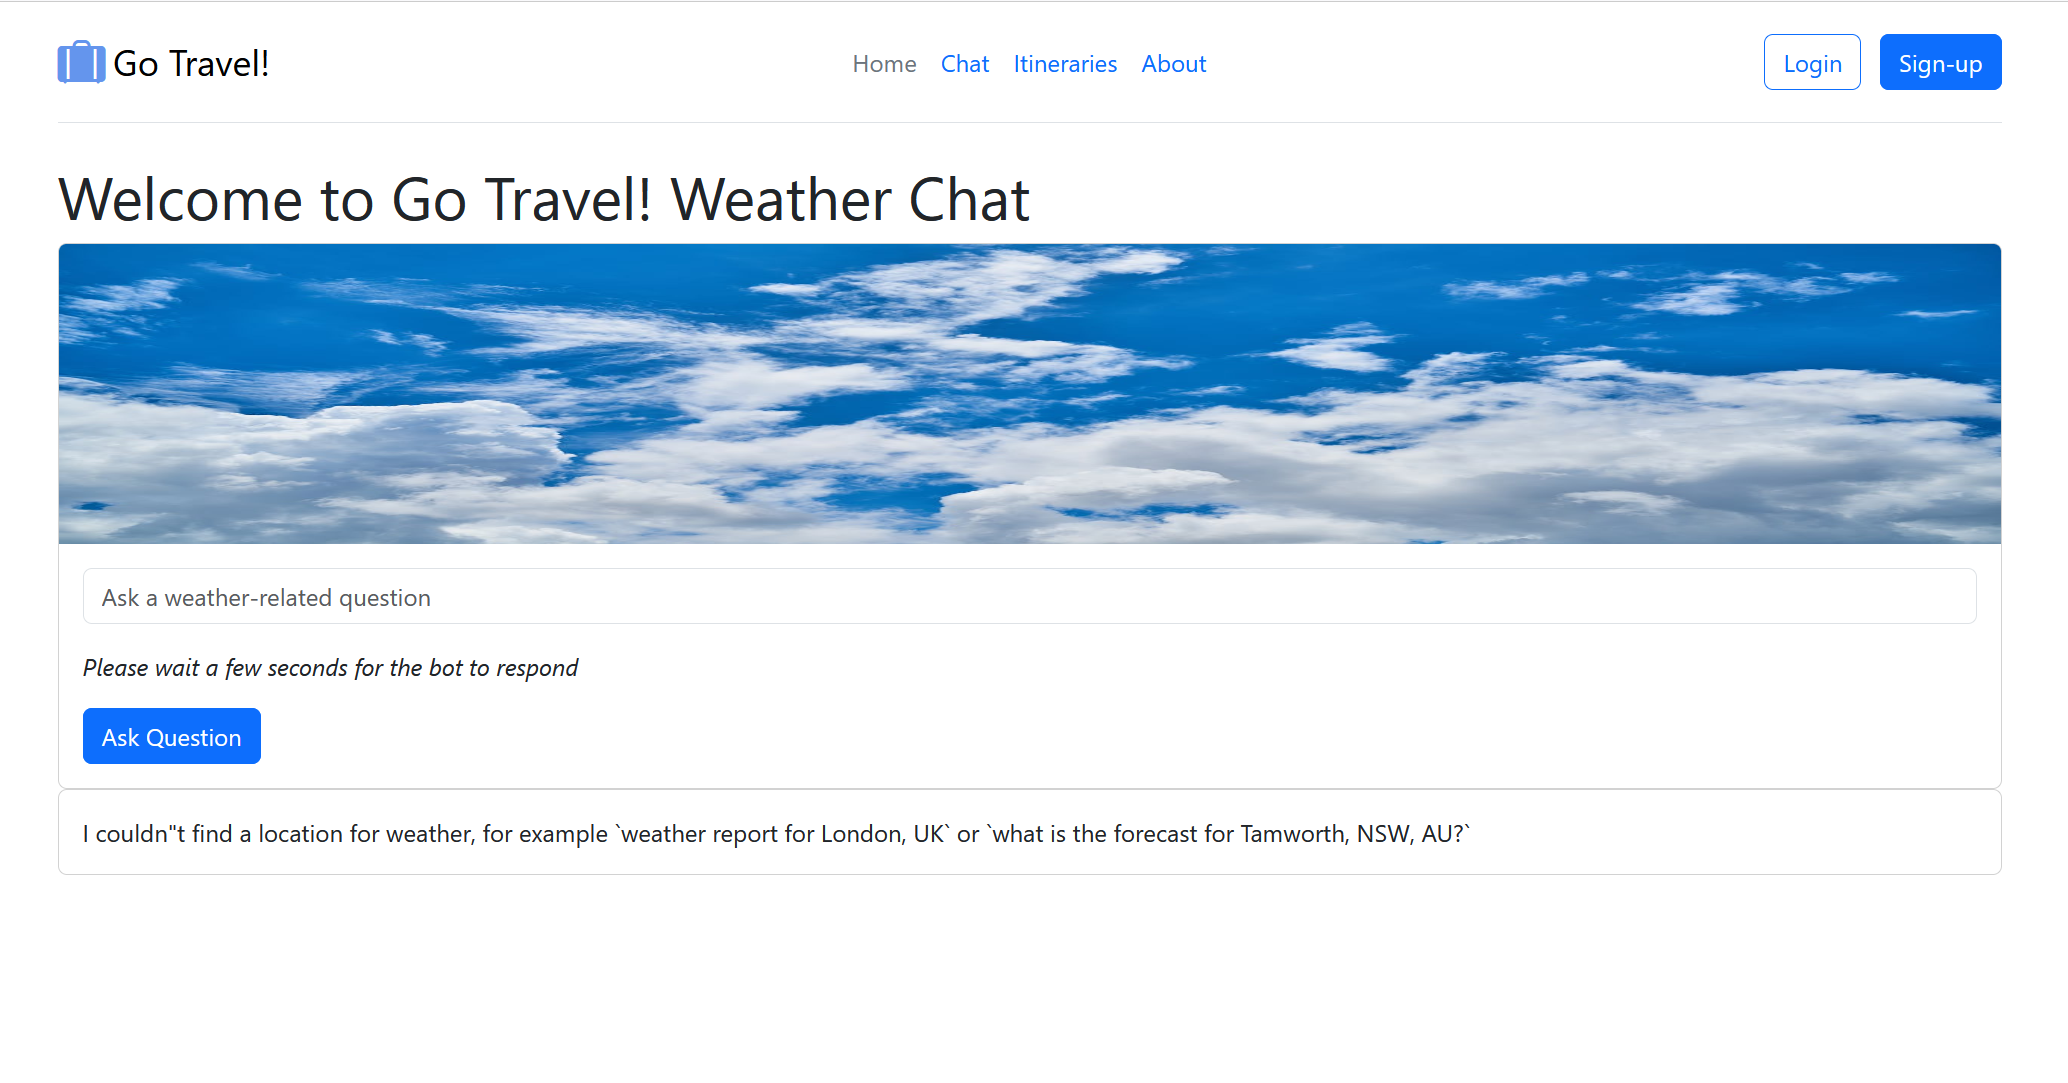 Go Travel!
Home Chat Itineraries About
Login Sign-up
Welcome to Go Travel! Weather Chat
Ask a weather-related question
Please wait a few seconds for the bot to respond
Ask Question
I couldn"t find a location for weather, for example `weather report for London, UK` or `what is the forecast for Tamworth, NSW, AU?`